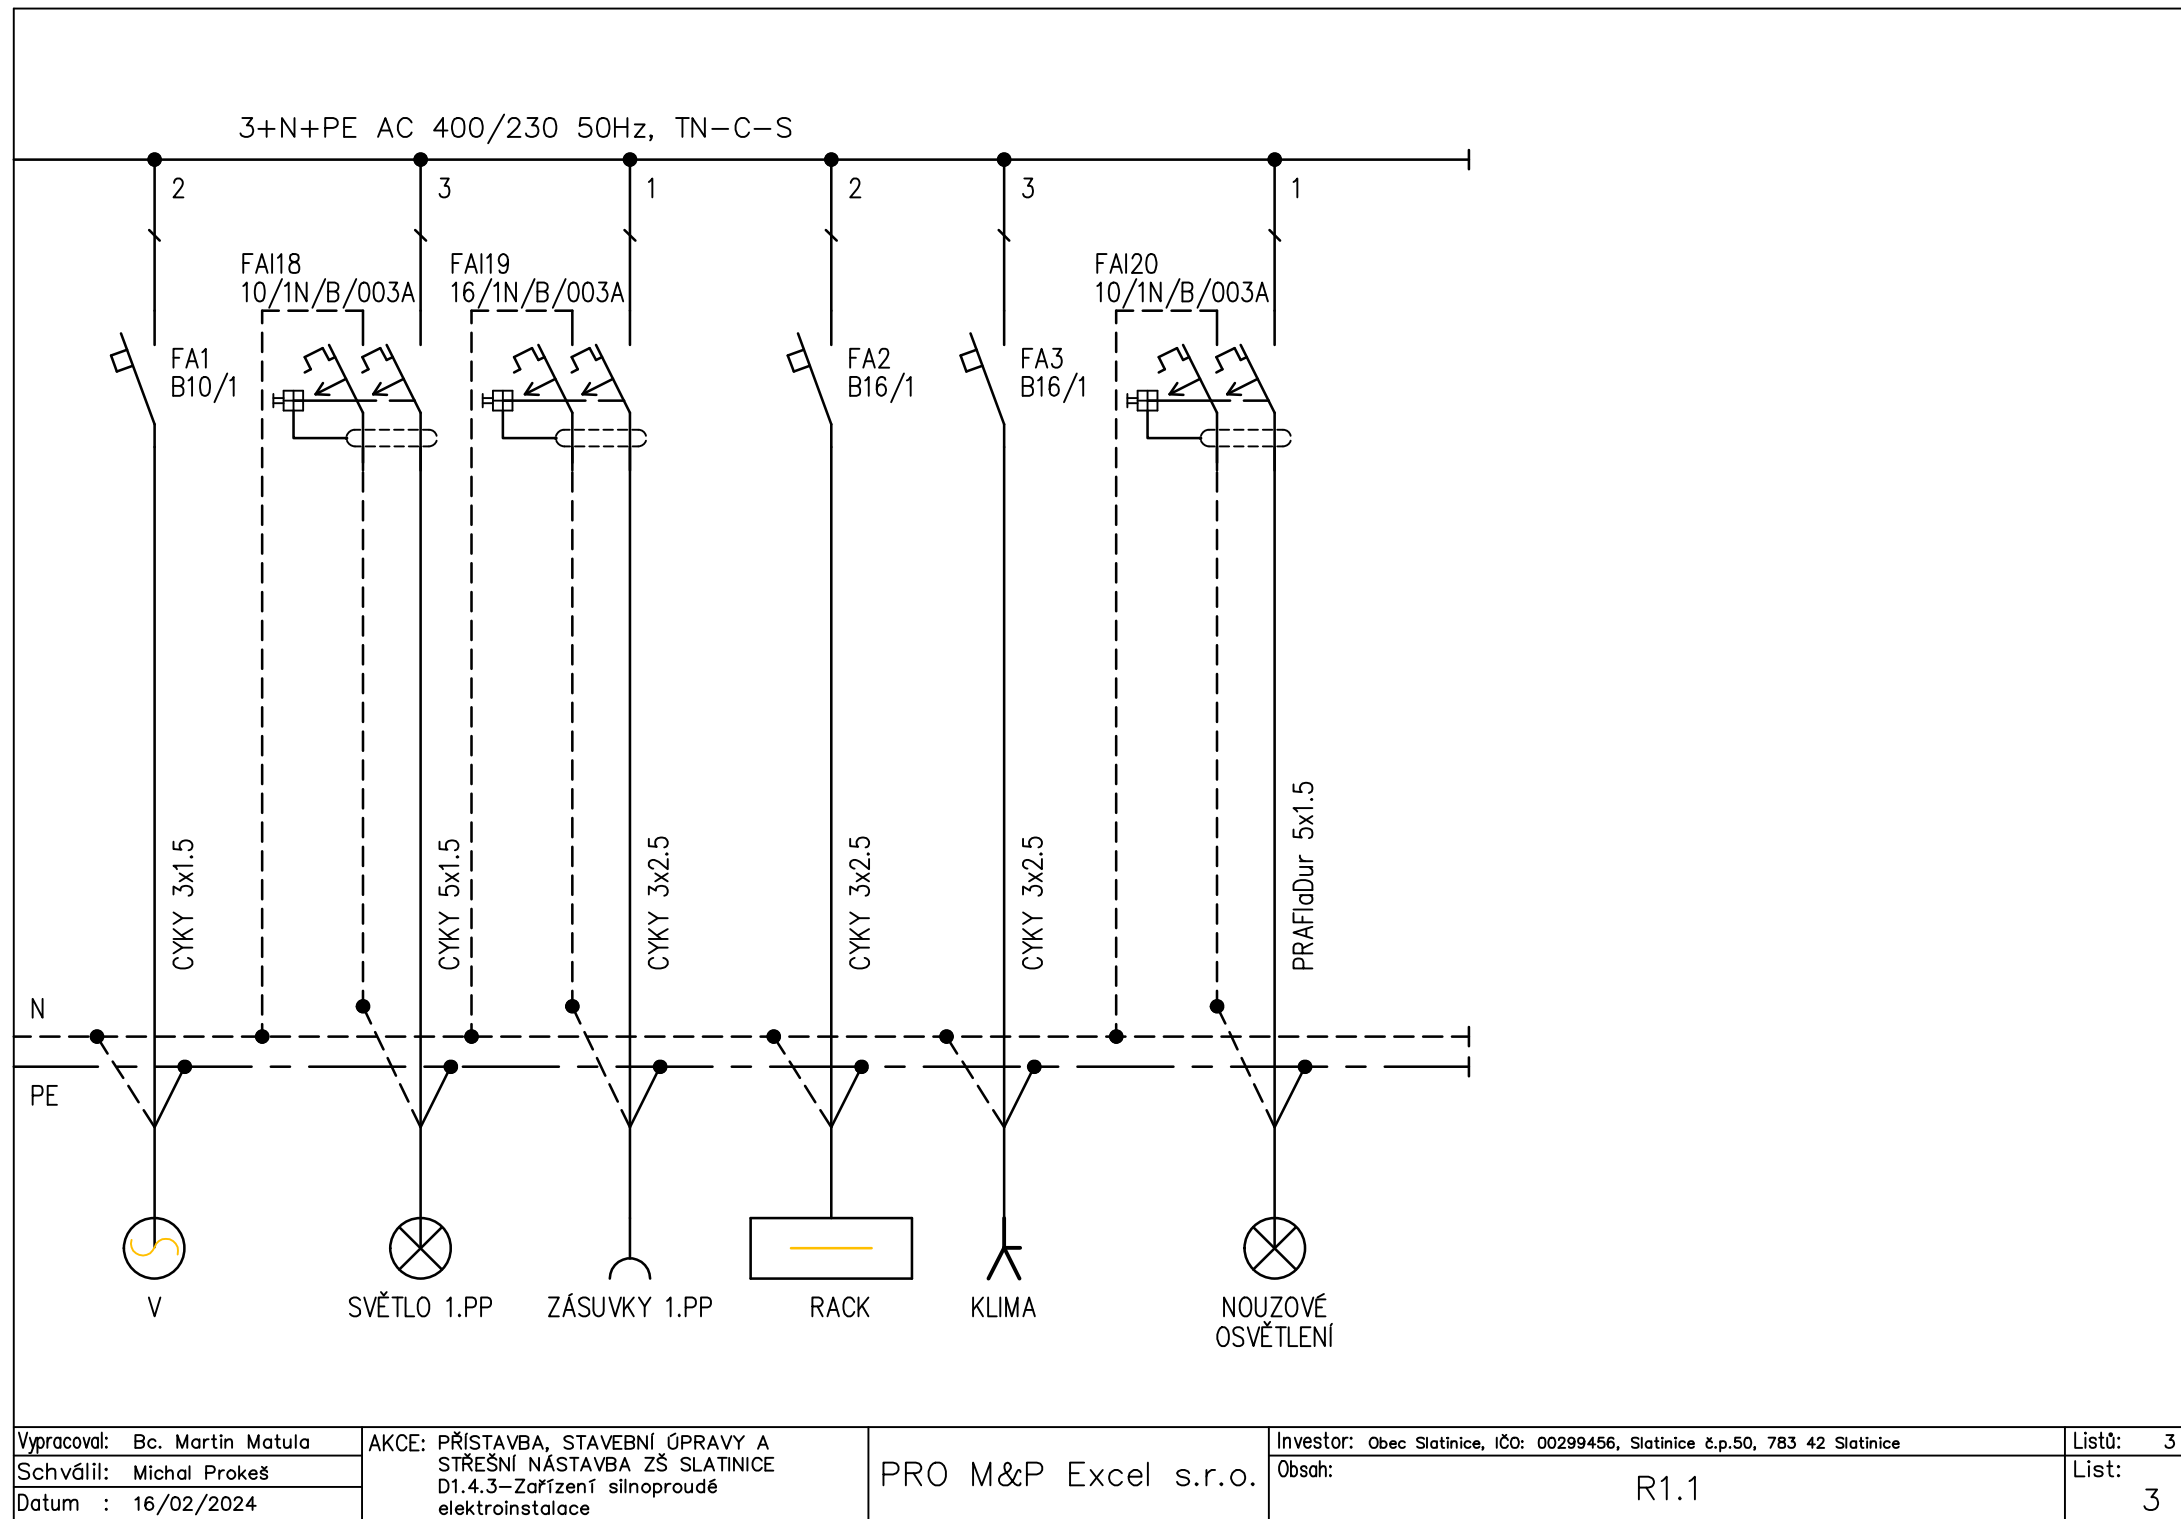 3+N+PE AC 400/230 50Hz, TN-C-S
2
3
1
2
3
1
FAI18
10/1N/B/003A
FAI19
16/1N/B/003A
FAI20
10/1N/B/003A
FA1
B10/1
FA2
B16/1
FA3
B16/1
CYKY 3x1.5
CYKY 5x1.5
CYKY 3x2.5
CYKY 3x2.5
CYKY 3x2.5
PRAFlaDur 5x1.5
N
PE
V
SVĚTLO 1.PP
ZÁSUVKY 1.PP
RACK
KLIMA
NOUZOVÉ
OSVĚTLENÍ
Vypracoval: Bc. Martin Matula
Schválil: Michal Prokeš
Datum : 16/02/2024
AKCE: PŘÍSTAVBA, STAVEBNÍ ÚPRAVY A
STŘEŠNÍ NÁSTAVBA ZŠ SLATINICE
D1.4.3-Zařízení silnoproudé
elektroinstalace
PRO M&P Excel s.r.o.
Investor: Obec Slatinice, IČO: 00299456, Slatinice č.p.50, 783 42 Slatinice
Obsah:
R1.1
Listů: 3
List:
3